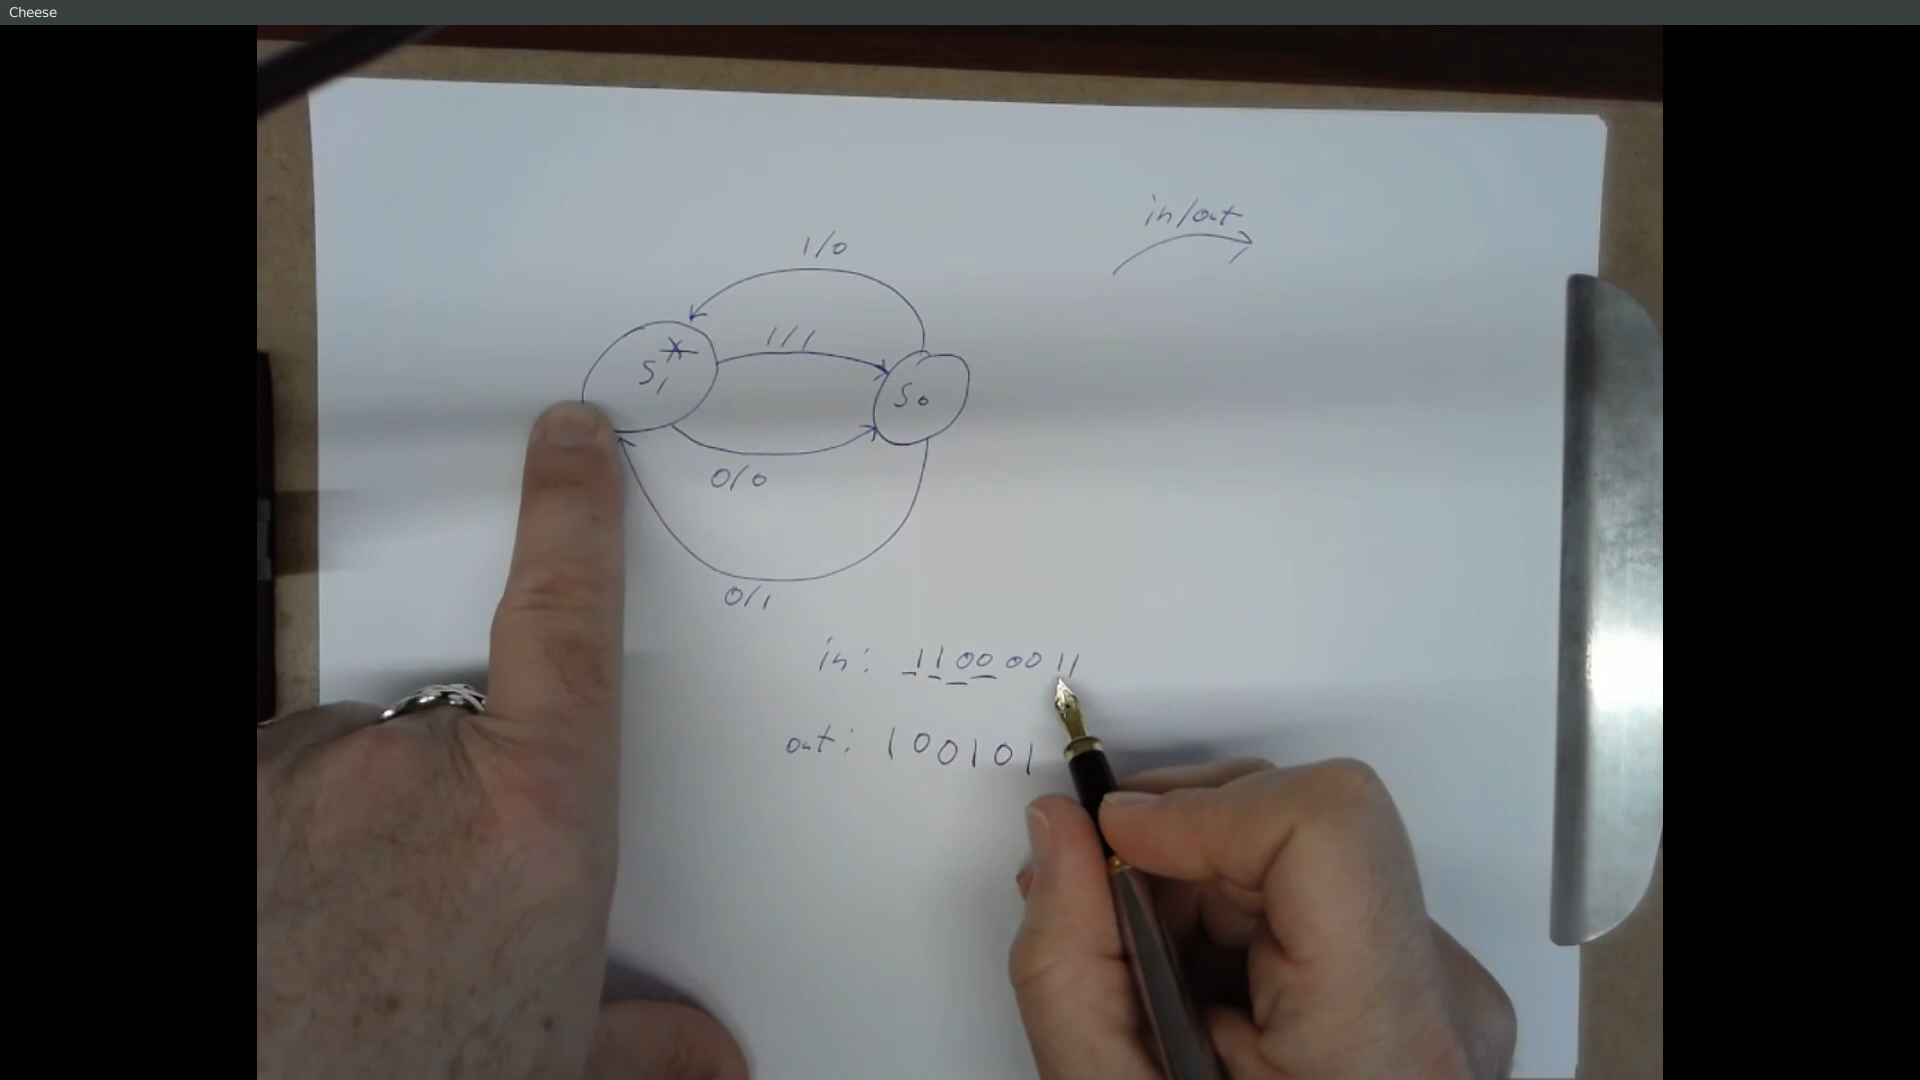 Cheese
in/out
1/0
1/1
S1*
S0
0/0
0/1
in: 11000011
out: 100101